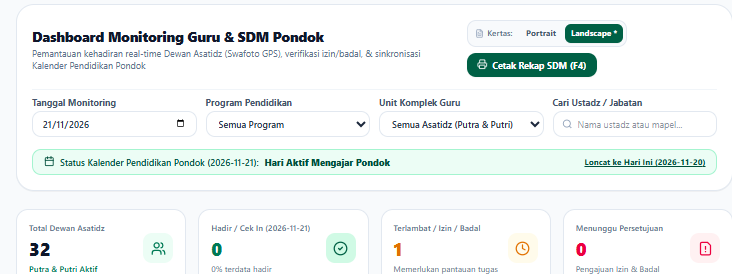 Dashboard Monitoring Guru & SDM Pondok
Pemantauan kehadiran real-time Dewan Asatidz (Swafoto GPS), verifikasi izin/badal, & sinkronisasi
Kalender Pendidikan Pondok
Kertas: Portrait Landscape *
Cetak Rekap SDM (F4)
Tanggal Monitoring
21/11/2026
Program Pendidikan
Semua Program
Unit Komplek Guru
Semua Asatidz (Putra & Putri)
Cari Ustadz / Jabatan
Nama ustadz atau mapel...
Status Kalender Pendidikan Pondok (2026-11-21): Hari Aktif Mengajar Pondok
Loncat ke Hari Ini (2026-11-20)
Total Dewan Asatidz
32
Putra & Putri Aktif
Hadir / Cek In (2026-11-21)
0
0% terdata hadir
Terlambat / Izin / Badal
1
Memerlukan pantauan tugas
Menunggu Persetujuan
0
Pengajuan Izin & Badal